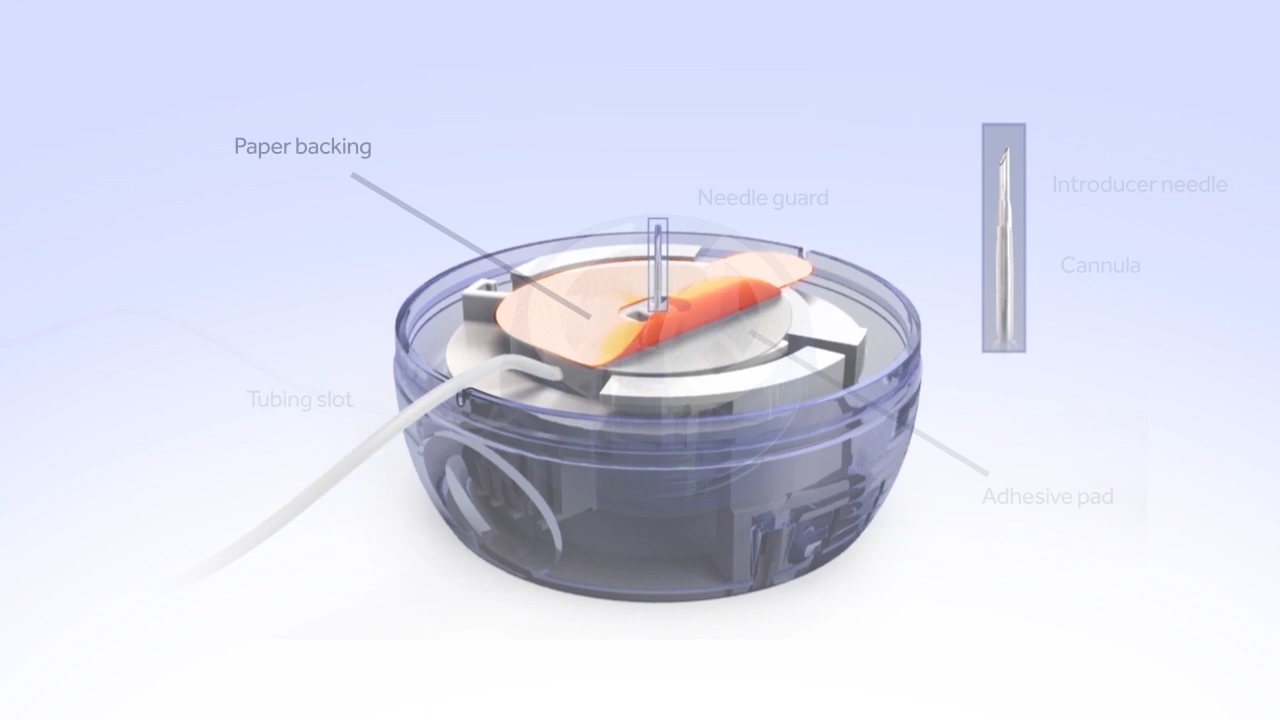 Paper backing
Needle guard
Introducer needle
Cannula
Tubing slot
Adhesive pad